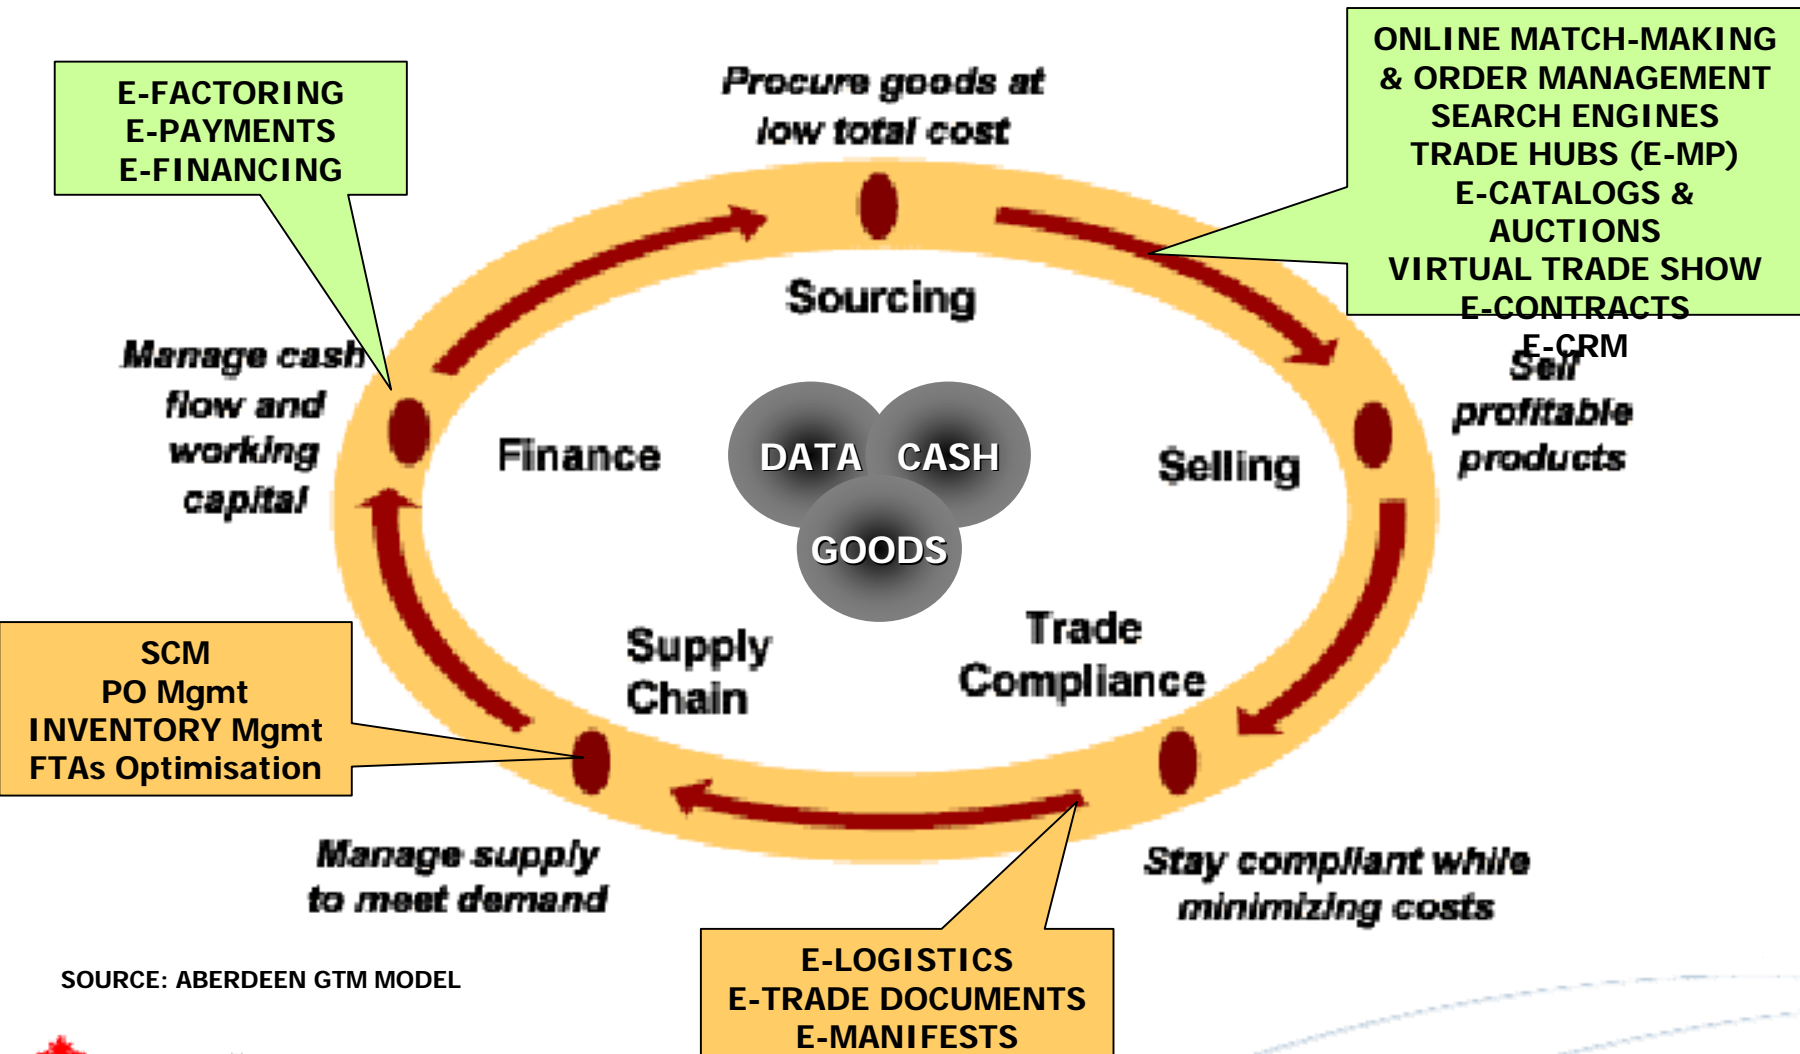 E-FACTORING
E-PAYMENTS
E-FINANCING
Procure goods at
low total cost
ONLINE MATCH-MAKING
& ORDER MANAGEMENT
SEARCH ENGINES
TRADE HUBS (E-MP)
E-CATALOGS &
AUCTIONS
VIRTUAL TRADE SHOW
E-CONTRACTS
E-CRM
Sourcing
Manage cash
flow and
working
capital
Finance
DATA
CASH
GOODS
Selling
Sell
profitable
products
Supply
Chain
Trade
Compliance
SCM
PO Mgmt
INVENTORY Mgmt
FTAs Optimisation
Manage supply
to meet demand
Stay compliant while
minimizing costs
E-LOGISTICS
E-TRADE DOCUMENTS
E-MANIFESTS
SOURCE: ABERDEEN GTM MODEL